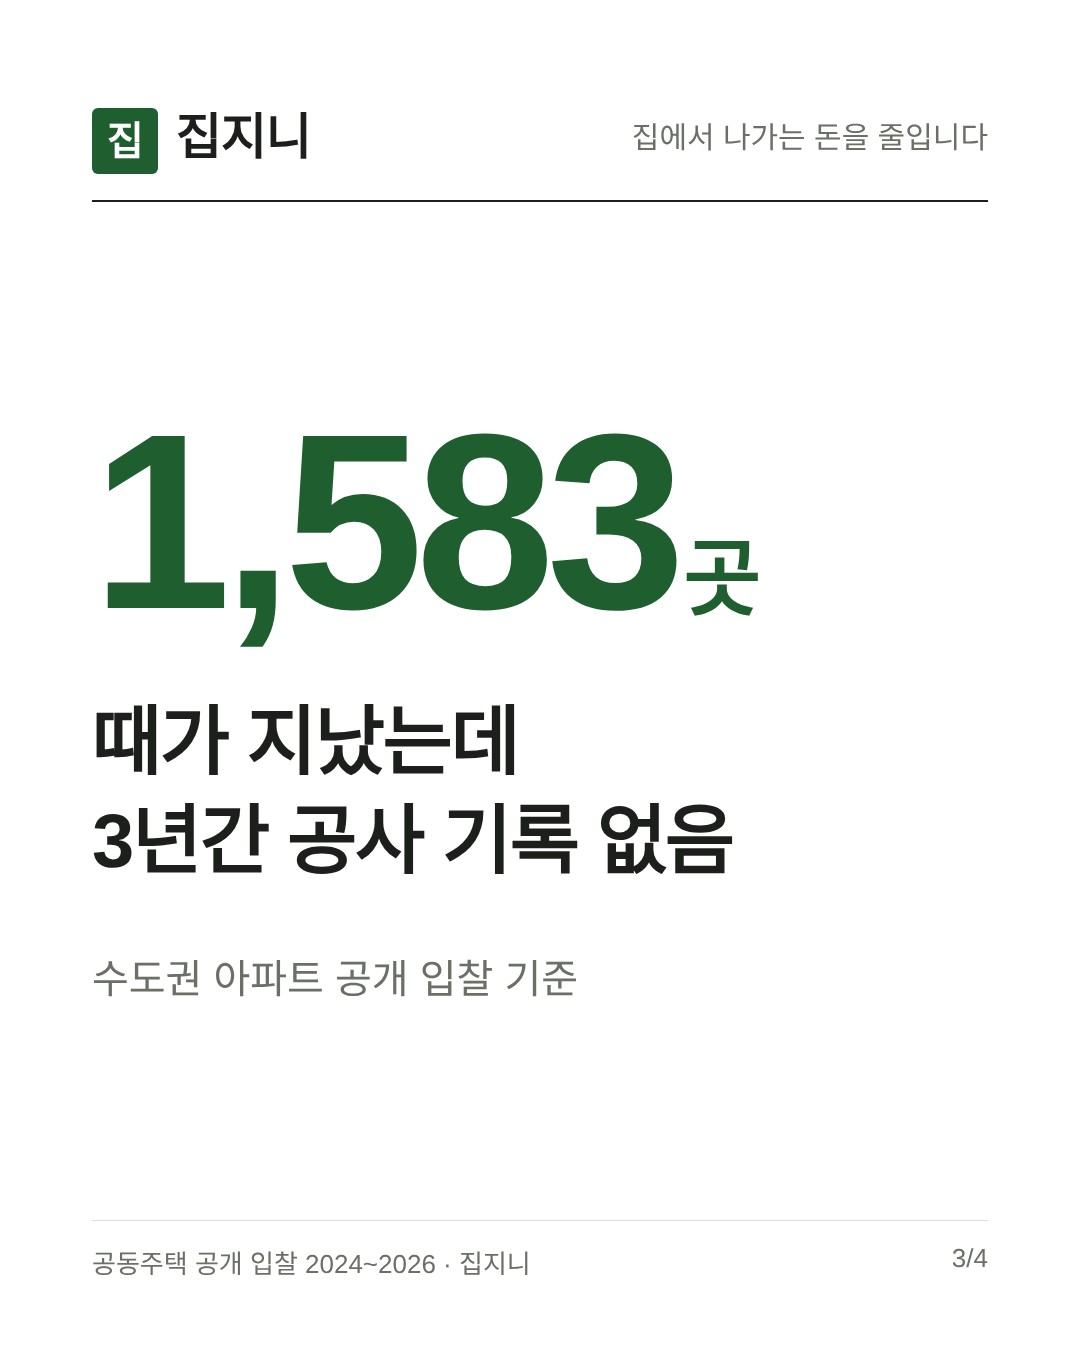 집 집지니
집에서 나가는 돈을 줄입니다
1,583곳
때가 지났는데
3년간 공사 기록 없음
수도권 아파트 공개 입찰 기준
공동주택 공개 입찰 2024~2026 · 집지니
3/4